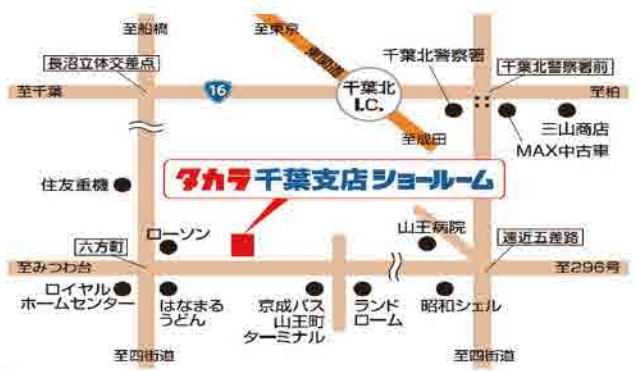 至船橋
至東京
東関道
長沼立体交差点
千葉北警察署
千葉北警察署前
至千葉
16
千葉北
I.C.
至柏
三山商店
至成田
MAX中古車
タカラ千葉支店ショールーム
住友重機
山王病院
ローソン
六方町
遠近五差路
至みつわ台
至296号
ロイヤル
ホームセンター
はなまる
うどん
京成バス
山王町
ターミナル
ランド
ローム
昭和シェル
至四街道
至四街道